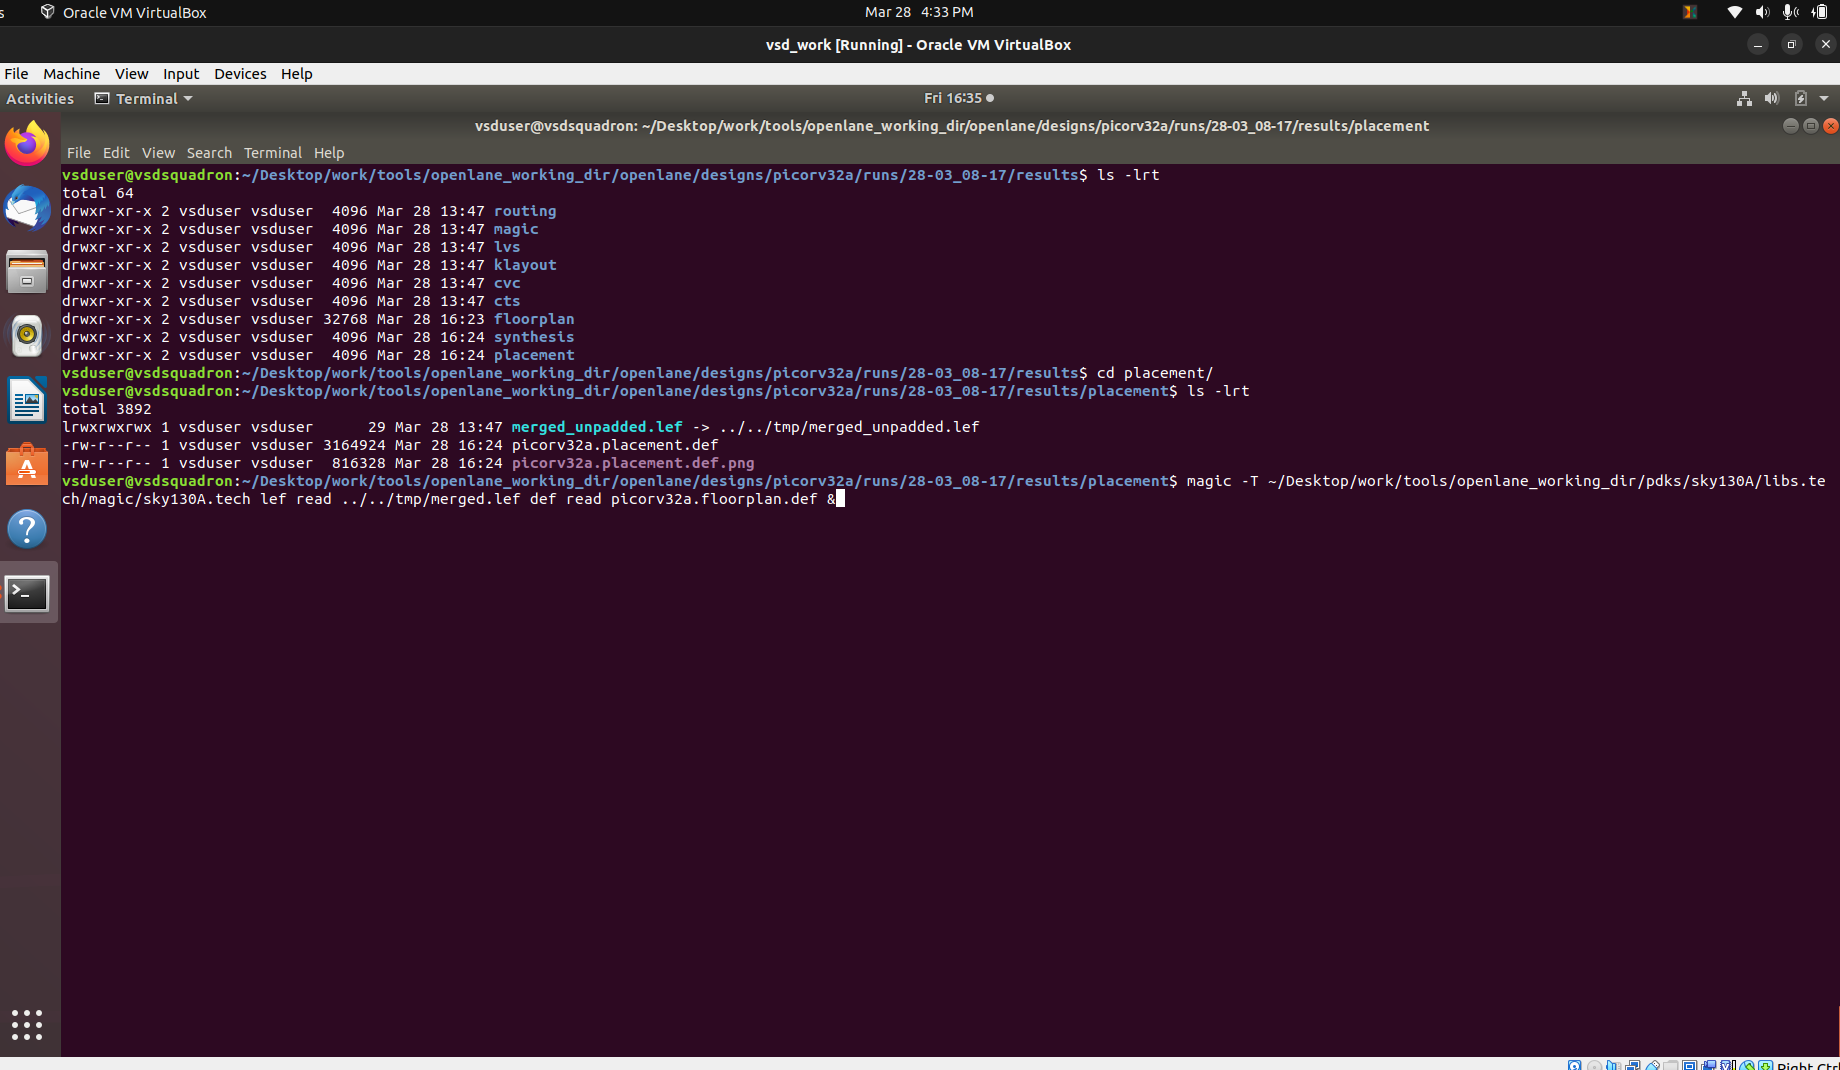 s Oracle VM VirtualBox Mar 28 4:33 PM
vsd_work [Running] - Oracle VM VirtualBox
File Machine View Input Devices Help
Activities Terminal Fri 16:35
vsduser@vsdsquadron: ~/Desktop/work/tools/openlane_working_dir/openlane/designs/picorv32a/runs/28-03_08-17/results/placement
File Edit View Search Terminal Help
vsduser@vsdsquadron:~/Desktop/work/tools/openlane_working_dir/openlane/designs/picorv32a/runs/28-03_08-17/results$ ls -lrt
total 64
drwxr-xr-x 2 vsduser vsduser  4096 Mar 28 13:47 routing
drwxr-xr-x 2 vsduser vsduser  4096 Mar 28 13:47 magic
drwxr-xr-x 2 vsduser vsduser  4096 Mar 28 13:47 lvs
drwxr-xr-x 2 vsduser vsduser  4096 Mar 28 13:47 klayout
drwxr-xr-x 2 vsduser vsduser  4096 Mar 28 13:47 cvc
drwxr-xr-x 2 vsduser vsduser  4096 Mar 28 13:47 cts
drwxr-xr-x 2 vsduser vsduser 32768 Mar 28 16:23 floorplan
drwxr-xr-x 2 vsduser vsduser  4096 Mar 28 16:24 synthesis
drwxr-xr-x 2 vsduser vsduser  4096 Mar 28 16:24 placement
vsduser@vsdsquadron:~/Desktop/work/tools/openlane_working_dir/openlane/designs/picorv32a/runs/28-03_08-17/results$ cd placement/
vsduser@vsdsquadron:~/Desktop/work/tools/openlane_working_dir/openlane/designs/picorv32a/runs/28-03_08-17/results/placement$ ls -lrt
total 3892
lrwxrwxrwx 1 vsduser vsduser      29 Mar 28 13:47 merged_unpadded.lef -> ../../tmp/merged_unpadded.lef
-rw-r--r-- 1 vsduser vsduser 3164924 Mar 28 16:24 picorv32a.placement.def
-rw-r--r-- 1 vsduser vsduser  816328 Mar 28 16:24 picorv32a.placement.def.png
vsduser@vsdsquadron:~/Desktop/work/tools/openlane_working_dir/openlane/designs/picorv32a/runs/28-03_08-17/results/placement$ magic -T ~/Desktop/work/tools/openlane_working_dir/pdks/sky130A/libs.te
ch/magic/sky130A.tech lef read ../../tmp/merged.lef def read picorv32a.floorplan.def &
Right Ctrl